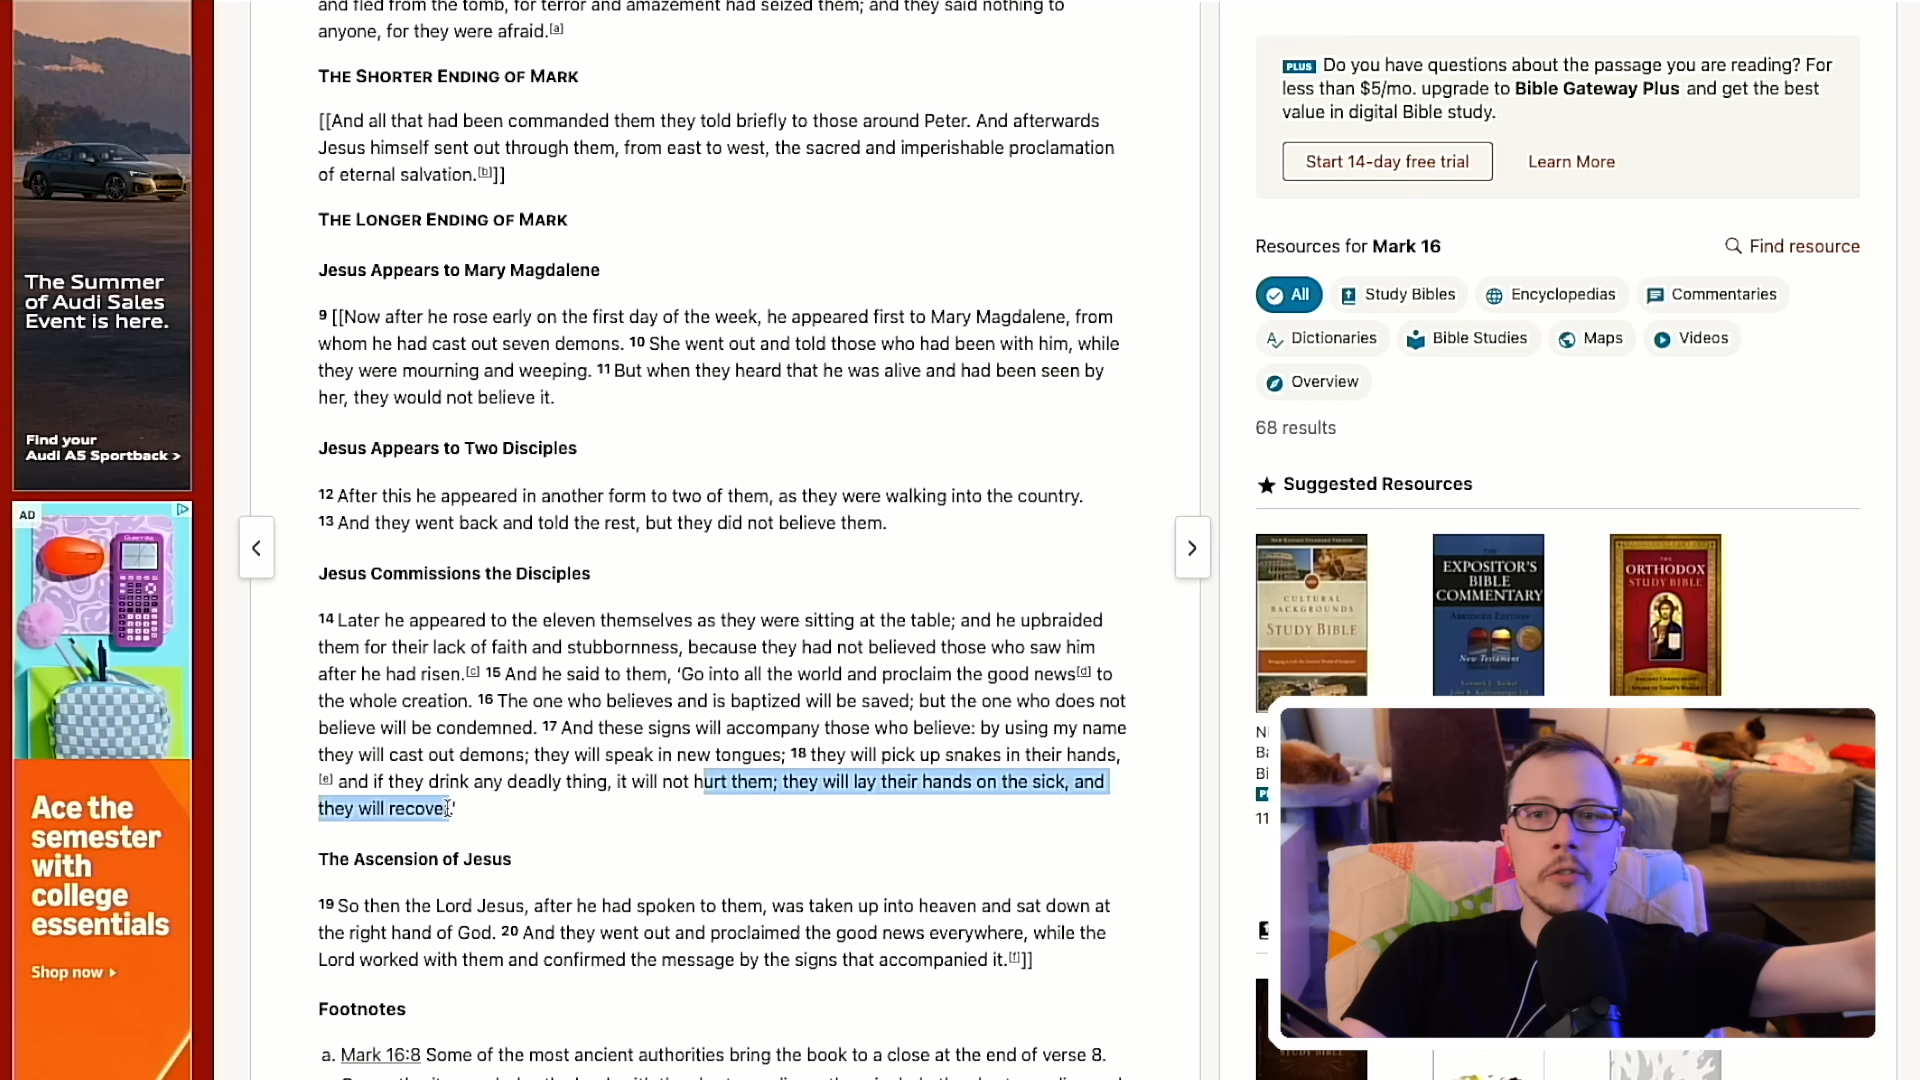 and fled from the tomb, for terror and amazement had seized them; and they said nothing to
anyone, for they were afraid.[a]
THE SHORTER ENDING OF MARK
[[And all that had been commanded them they told briefly to those around Peter. And afterwards
Jesus himself sent out through them, from east to west, the sacred and imperishable proclamation
of eternal salvation.[b]]]
THE LONGER ENDING OF MARK
Jesus Appears to Mary Magdalene
9 [[Now after he rose early on the first day of the week, he appeared first to Mary Magdalene, from
whom he had cast out seven demons. 10 She went out and told those who had been with him, while
they were mourning and weeping. 11 But when they heard that he was alive and had been seen by
her, they would not believe it.
Jesus Appears to Two Disciples
12 After this he appeared in another form to two of them, as they were walking into the country.
13 And they went back and told the rest, but they did not believe them.
Jesus Commissions the Disciples
14 Later he appeared to the eleven themselves as they were sitting at the table; and he upbraided
them for their lack of faith and stubbornness, because they had not believed those who saw him
after he had risen.[c] 15 And he said to them, ‘Go into all the world and proclaim the good news[d] to
the whole creation. 16 The one who believes and is baptized will be saved; but the one who does not
believe will be condemned. 17 And these signs will accompany those who believe: by using my name
they will cast out demons; they will speak in new tongues; 18 they will pick up snakes in their hands,
[e] and if they drink any deadly thing, it will not hurt them; they will lay their hands on the sick, and
they will recover.’
The Ascension of Jesus
19 So then the Lord Jesus, after he had spoken to them, was taken up into heaven and sat down at
the right hand of God. 20 And they went out and proclaimed the good news everywhere, while the
Lord worked with them and confirmed the message by the signs that accompanied it.[f]]]
Footnotes
a. Mark 16:8 Some of the most ancient authorities bring the book to a close at the end of verse 8.
The Summer
of Audi Sales
Event is here.
Find your
Audi A5 Sportback >
AD
Ace the
semester
with
college
essentials
Shop now
PLUS Do you have questions about the passage you are reading? For
less than $5/mo. upgrade to Bible Gateway Plus and get the best
value in digital Bible study.
Start 14-day free trial
Learn More
Resources for Mark 16
Find resource
All
Study Bibles
Encyclopedias
Commentaries
Dictionaries
Bible Studies
Maps
Videos
Overview
68 results
Suggested Resources
NEW REVISED STANDARD VERSION
CULTURAL
BACKGROUNDS
STUDY BIBLE
THE
EXPOSITOR'S
BIBLE
COMMENTARY
ABRIDGED EDITION
New Testament
THE
ORTHODOX
STUDY BIBLE
STUDY BIBLE